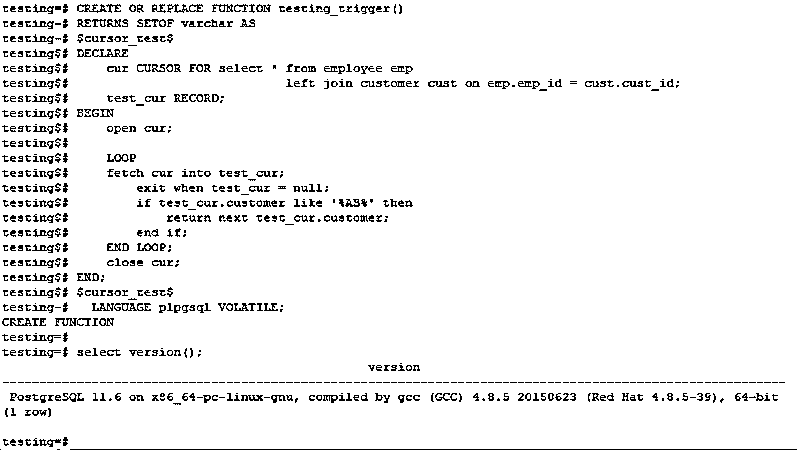 testing=# CREATE OR REPLACE FUNCTION testing_trigger()
testing-# RETURNS SETOF varchar AS
testing-# $cursor_test$
testing$# DECLARE
testing$#     cur CURSOR FOR select * from employee emp
testing$#                             left join customer cust on emp.emp_id = cust.cust_id;
testing$#     test_cur RECORD;
testing$# BEGIN
testing$#     open cur;
testing$#
testing$#     LOOP
testing$#     fetch cur into test_cur;
testing$#         exit when test_cur = null;
testing$#         if test_cur.customer like '%AB%' then
testing$#             return next test_cur.customer;
testing$#         end if;
testing$#     END LOOP;
testing$#     close cur;
testing$# END;
testing$# $cursor_test$
testing-#   LANGUAGE plpgsql VOLATILE;
CREATE FUNCTION
testing=#
testing=# select version();
version
PostgreSQL 11.6 on x86_64-pc-linux-gnu, compiled by gcc (GCC) 4.8.5 20150623 (Red Hat 4.8.5-39), 64-bit
(1 row)
testing=#